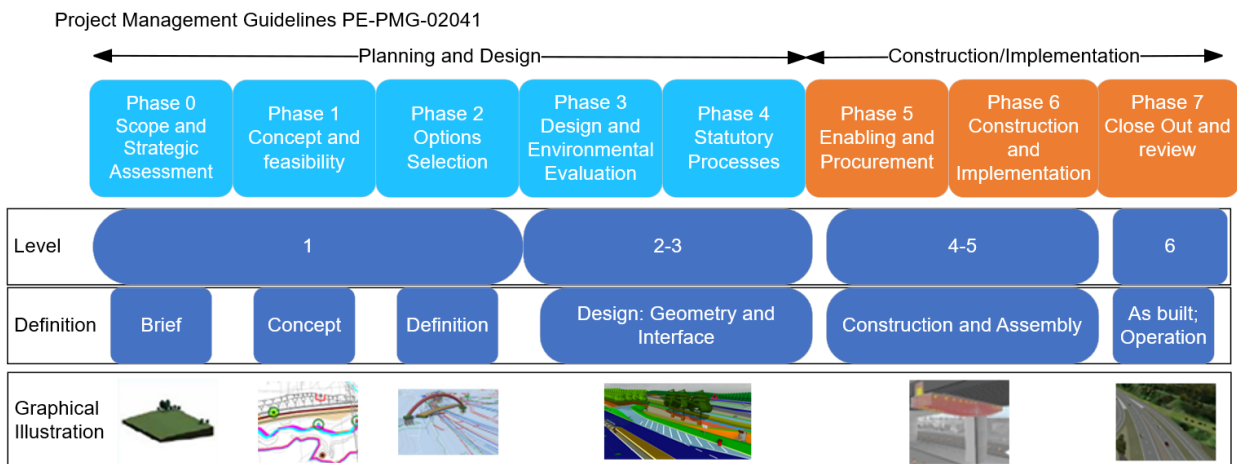 Project Management Guidelines PE-PMG-02041
Planning and Design
Construction/Implementation
Phase 0
Scope and
Strategic
Assessment
Phase 1
Concept and
feasibility
Phase 2
Options
Selection
Phase 3
Design and
Environmental
Evaluation
Phase 4
Statutory
Processes
Phase 5
Enabling and
Procurement
Phase 6
Construction
and
Implementation
Phase 7
Close Out and
review
Level
1
2-3
4-5
6
Definition
Brief
Concept
Definition
Design: Geometry and
Interface
Construction and Assembly
As built;
Operation
Graphical
Illustration